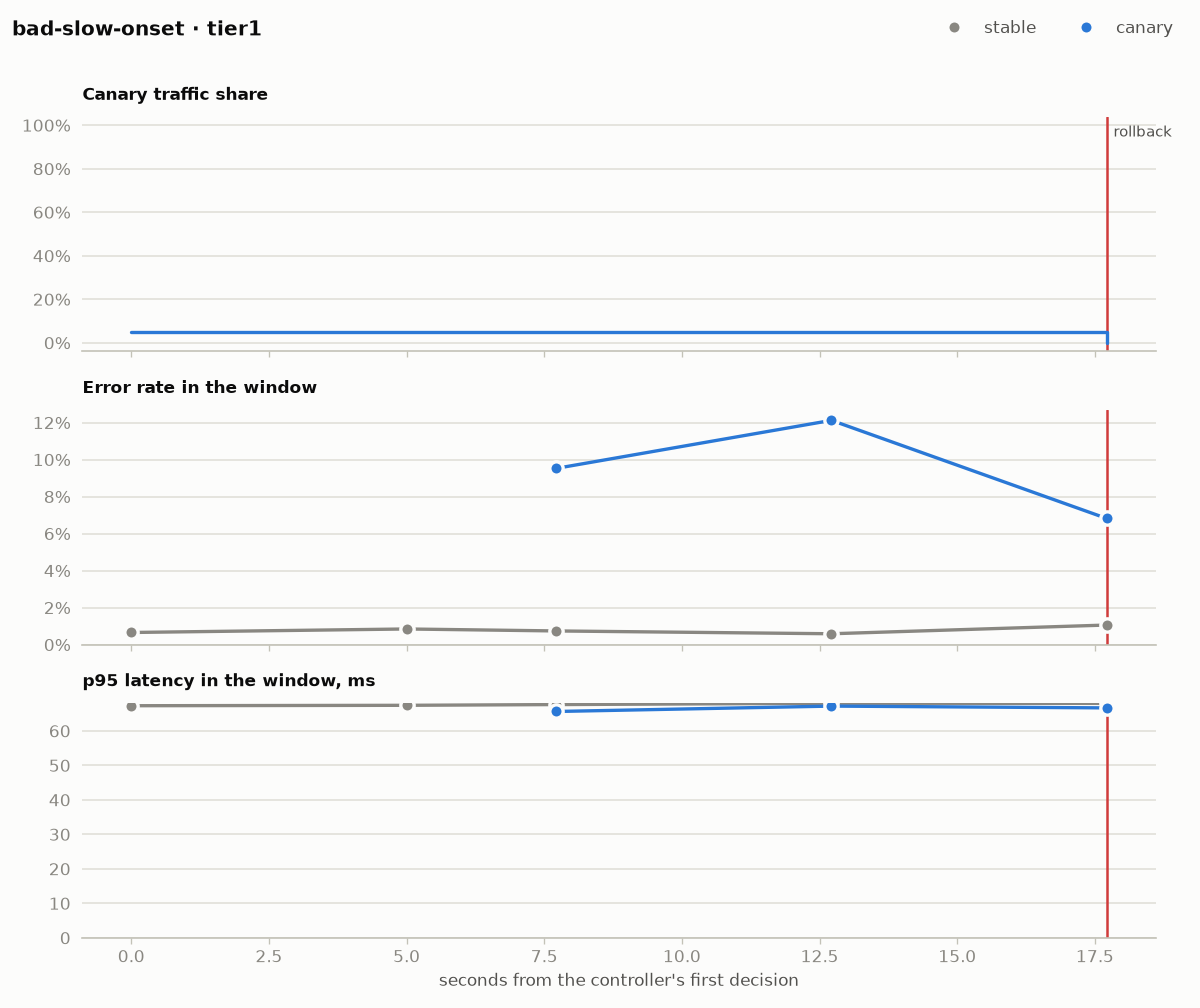 bad-slow-onset · tier1
stable
canary
Canary traffic share
100%
80%
60%
40%
20%
0%
rollback
Error rate in the window
12%
10%
8%
6%
4%
2%
0%
p95 latency in the window, ms
60
50
40
30
20
10
0
0.0 2.5 5.0 7.5 10.0 12.5 15.0 17.5
seconds from the controller's first decision